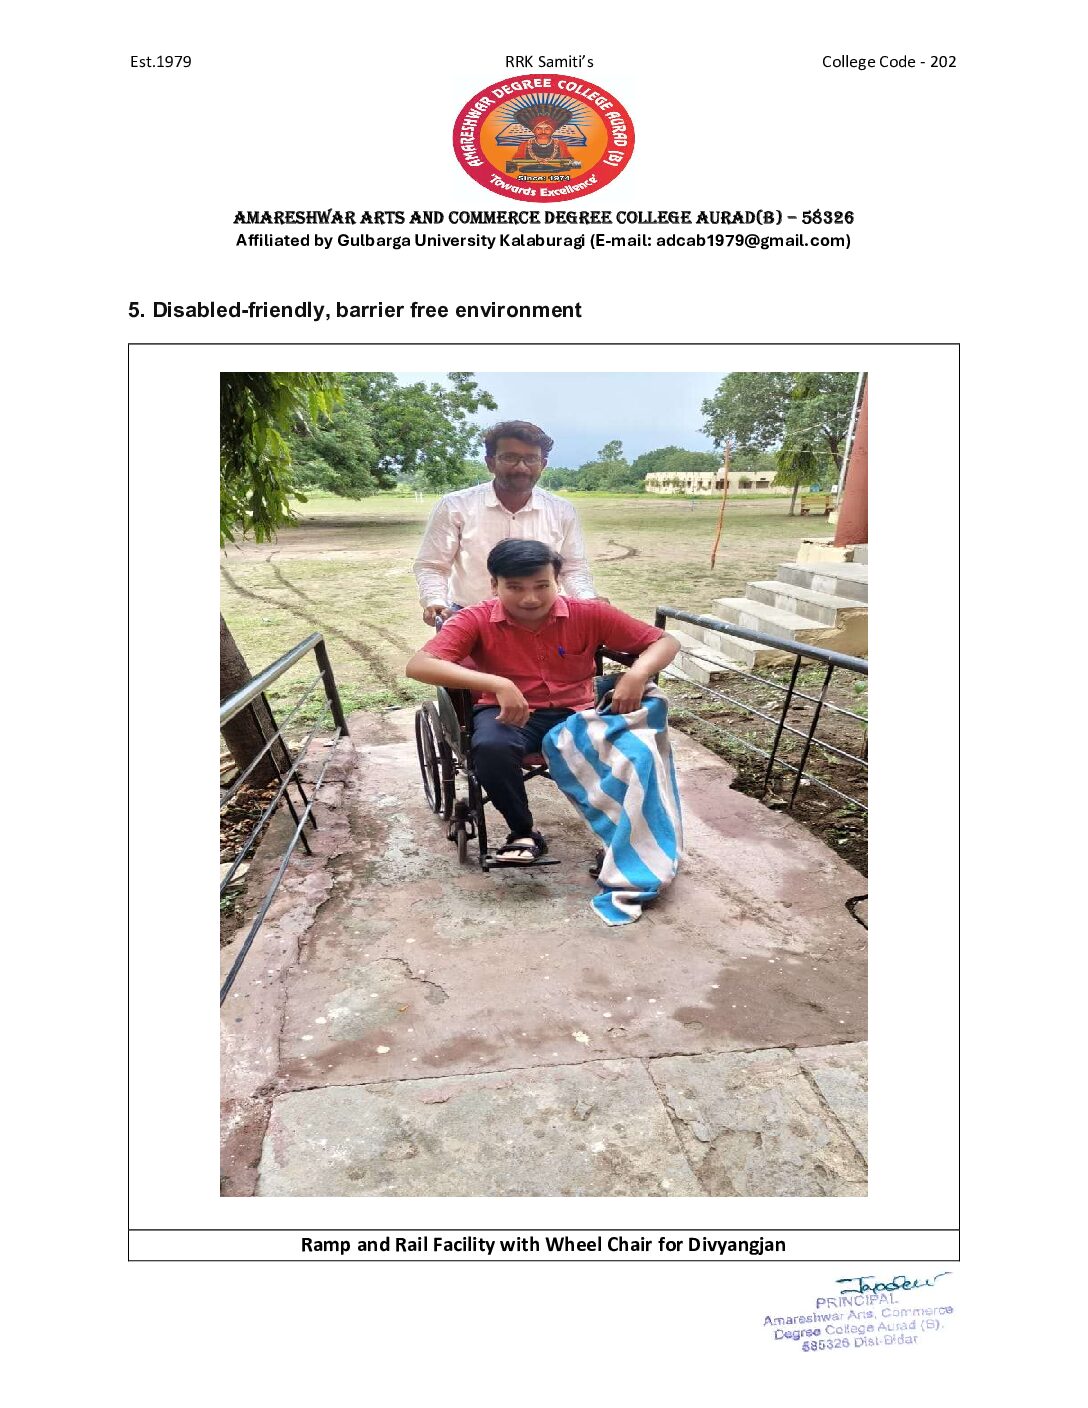 Est.1979 RRK Samiti’s College Code - 202
AMARESHWAR DEGREE COLLEGE AURAD (B)
Since: 1974
'Towards Excellence'
AMARESHWAR ARTS AND COMMERCE DEGREE COLLEGE AURAD(B) – 58326
Affiliated by Gulbarga University Kalaburagi (E-mail: adcab1979@gmail.com)
5. Disabled-friendly, barrier free environment
Ramp and Rail Facility with Wheel Chair for Divyangjan
PRINCIPAL
Amareshwar Arts, Commerce
Degree College Aurad (B).
585326 Dist-Bidar